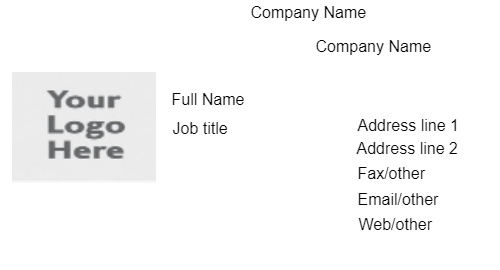 Company Name
Company Name
Your
Logo
Here
Full Name
Job title
Address line 1
Address line 2
Fax/other
Email/other
Web/other